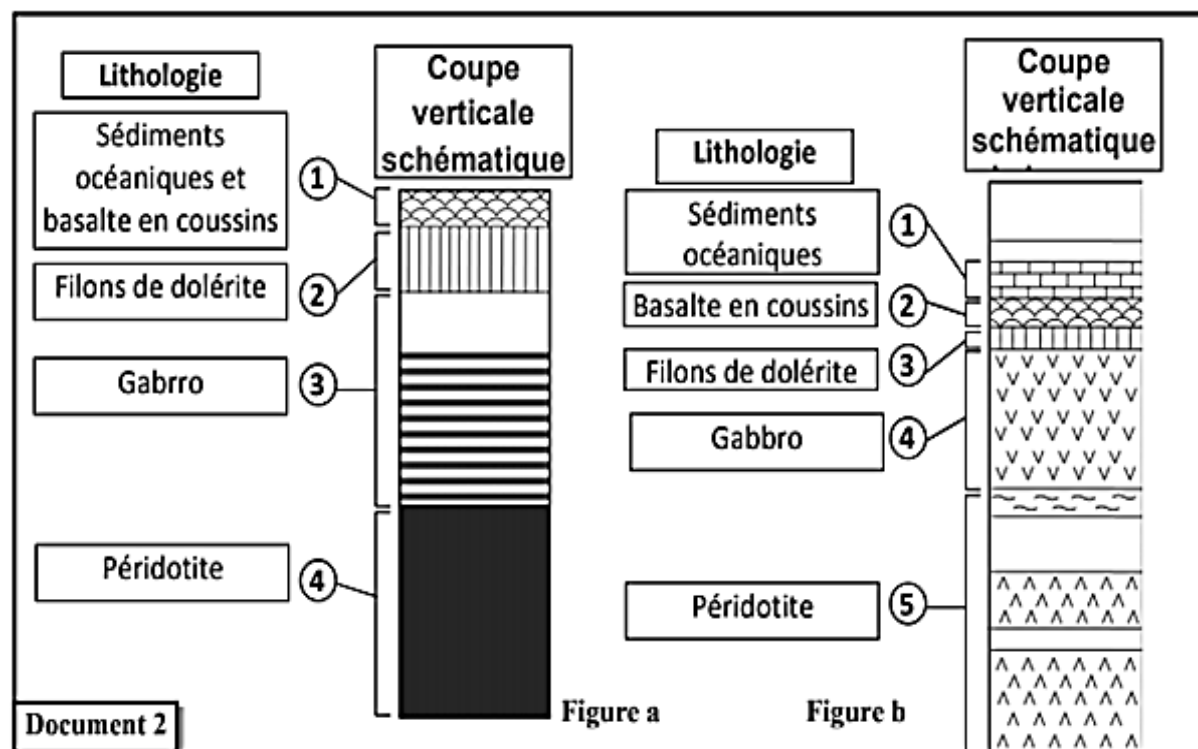 Lithologie
Coupe
verticale
schématique
Sédiments
océaniques et
basalte en coussins
1
Filons de dolérite
2
Gabrro
3
Péridotite
4
Figure a
Document 2
Lithologie
Coupe
verticale
schématique
Sédiments
océaniques
1
Basalte en coussins
2
Filons de dolérite
3
Gabbro
4
Péridotite
5
Figure b